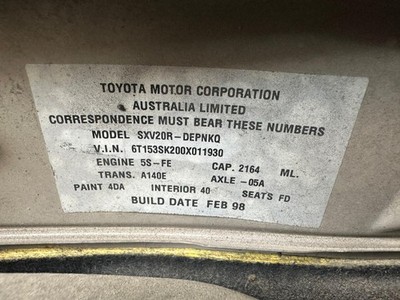 TOYOTA MOTOR CORPORATION
AUSTRALIA LIMITED
CORRESPONDENCE MUST BEAR THESE NUMBERS
MODEL SXV20R-DEPNKQ
V.I.N. 6T153SK200X011930
ENGINE 5S-FE CAP. 2164 ML.
TRANS. A140E AXLE -05A
PAINT 4DA INTERIOR 40 SEATS FD
BUILD DATE FEB 98